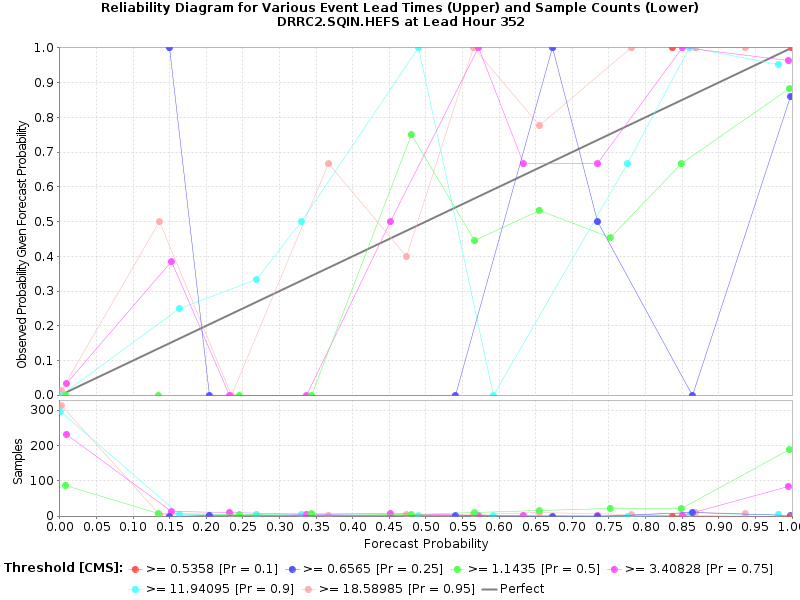 Reliability Diagram for Various Event Lead Times (Upper) and Sample Counts (Lower)
DRRC2.SQIN.HEFS at Lead Hour 352
Observed Probability Given Forecast Probability
1.0
0.9
0.8
0.7
0.6
0.5
0.4
0.3
0.2
0.1
0.0
Samples
300
200
100
0
0.00 0.05 0.10 0.15 0.20 0.25 0.30 0.35 0.40 0.45 0.50 0.55 0.60 0.65 0.70 0.75 0.80 0.85 0.90 0.95 1.0
Forecast Probability
Threshold [CMS]: >= 0.5358 [Pr = 0.1] >= 0.6565 [Pr = 0.25] >= 1.1435 [Pr = 0.5] >= 3.40828 [Pr = 0.75]
>= 11.94095 [Pr = 0.9] >= 18.58985 [Pr = 0.95] Perfect